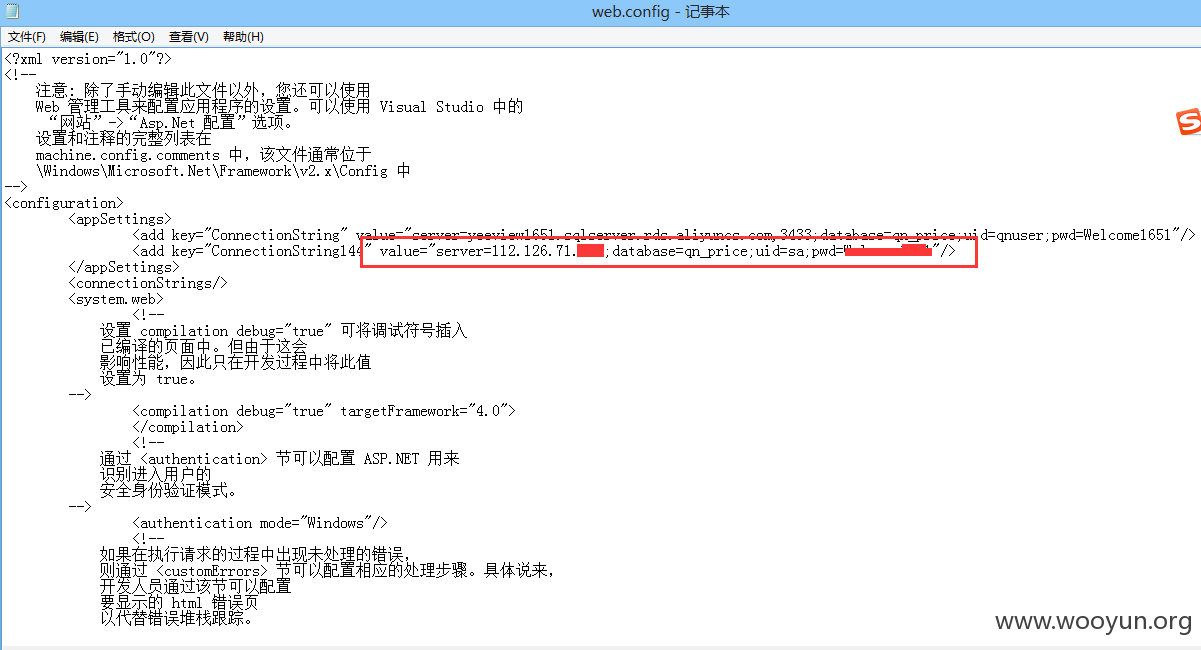 web.config - 记事本
文件(F) 编辑(E) 格式(O) 查看(V) 帮助(H)
<?xml version="1.0"?>
<!--
注意: 除了手动编辑此文件以外，您还可以使用
Web 管理工具来配置应用程序的设置。可以使用 Visual Studio 中的
“网站”->“Asp.Net 配置”选项。
设置和注释的完整列表在
machine.config.comments 中，该文件通常位于
\Windows\Microsoft.Net\Framework\v2.x\Config 中
-->
<configuration>
<appSettings>
<add key="ConnectionString" value="server=yeeview1651.sqlserver.rds.aliyuncs.com,3433;database=qn_price;uid=qnuser;pwd=Welcome1651"/>
<add key="ConnectionString144" value="server=112.126.71. ;database=qn_price;uid=sa;pwd= "/>
</appSettings>
<connectionStrings/>
<system.web>
<!--
设置 compilation debug="true" 可将调试符号插入
已编译的页面中。但由于这会
影响性能，因此只在开发过程中将此值
设置为 true。
-->
<compilation debug="true" targetFramework="4.0">
</compilation>
<!--
通过 <authentication> 节可以配置 ASP.NET 用来
识别进入用户的
安全身份验证模式。
-->
<authentication mode="Windows"/>
<!--
如果在执行请求的过程中出现未处理的错误，
则通过 <customErrors> 节可以配置相应的处理步骤。具体说来，
开发人员通过该节可以配置
要显示的 html 错误页
以代替错误堆栈跟踪。
www.wooyun.org